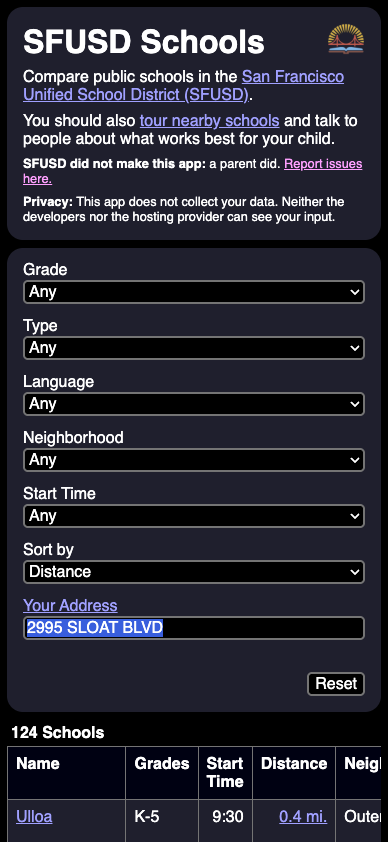 SFUSD Schools
Compare public schools in the San Francisco
Unified School District (SFUSD).
You should also tour nearby schools and talk to
people about what works best for your child.
SFUSD did not make this app: a parent did. Report issues
here.
Privacy: This app does not collect your data. Neither the
developers nor the hosting provider can see your input.
Grade
Any
Type
Any
Language
Any
Neighborhood
Any
Start Time
Any
Sort by
Distance
Your Address
2995 SLOAT BLVD
Reset
124 Schools
Name Grades Start Time Distance Neigh
Ulloa K-5 9:30 0.4 mi. Outer